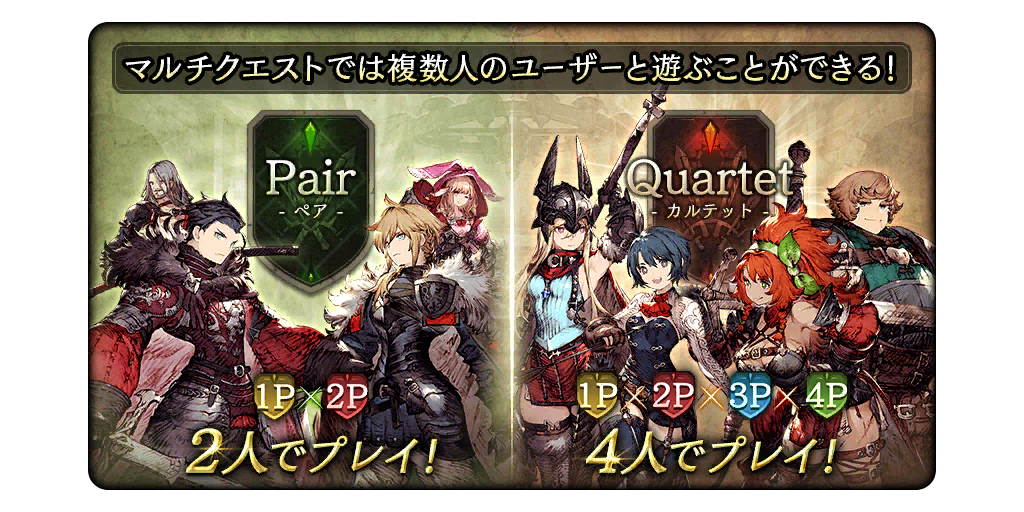 マルチクエストでは複数人のユーザーと遊ぶことができる!
Pair
- ペア -
1P×2P
2人でプレイ!
Quartet
- カルテット -
1P×2P×3P×4P
4人でプレイ!